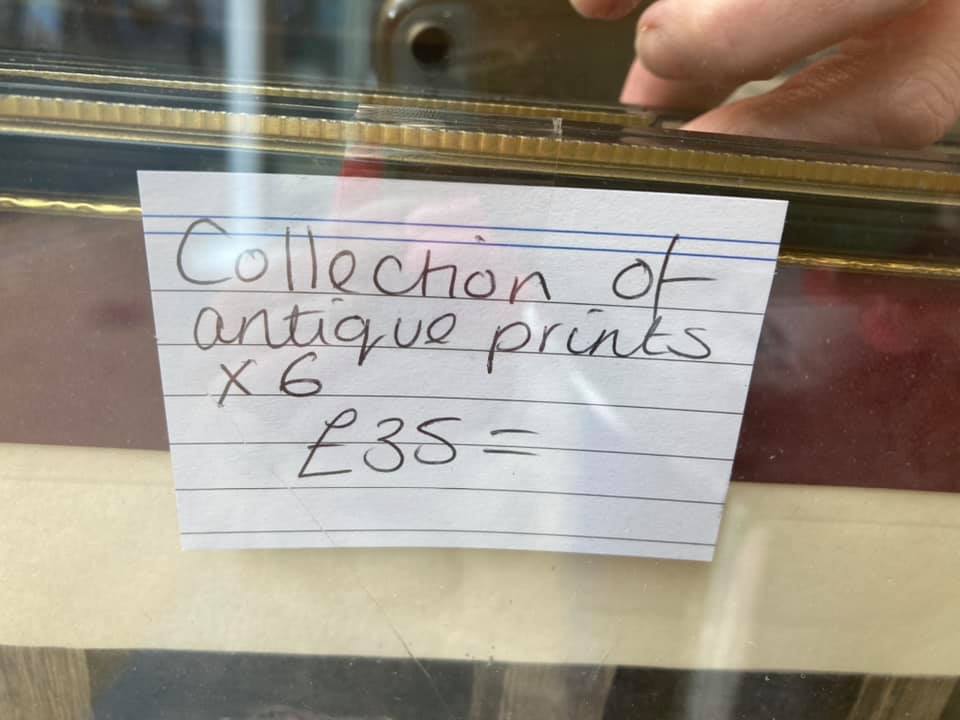 Collection of
antique prints
x 6
£35=